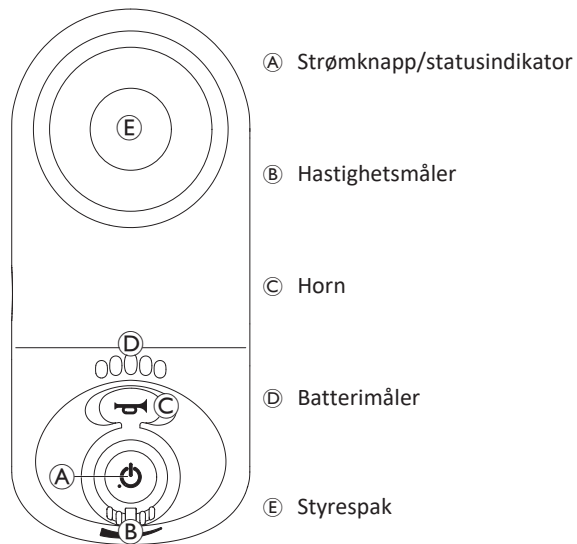 Ⓔ
Ⓓ
Ⓒ
Ⓐ
Ⓑ
Ⓐ Strømknapp/statusindikator
Ⓑ Hastighetsmåler
Ⓒ Horn
Ⓓ Batterimåler
Ⓔ Styrespak